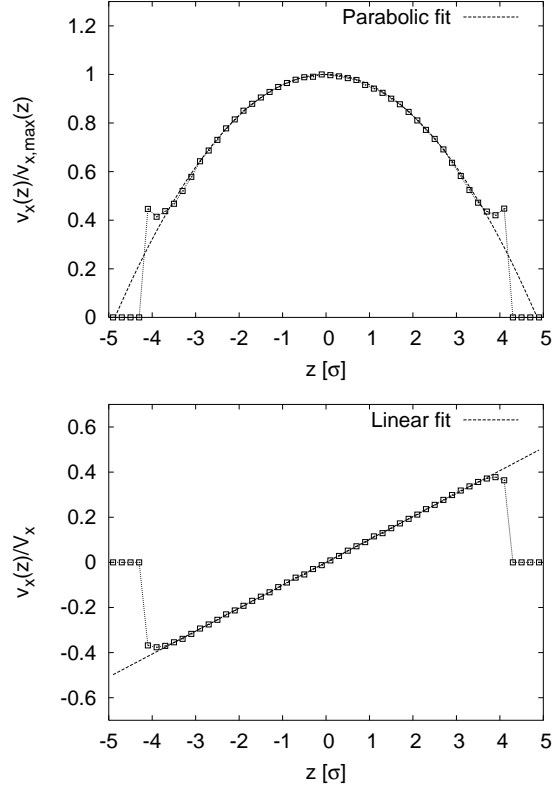 Parabolic fit
1.2
1
0.8
0.6
0.4
0.2
0
v_x(z)/v_{x,max}(z)
-5 -4 -3 -2 -1 0 1 2 3 4 5
z [σ]
Linear fit
0.6
0.4
0.2
0
-0.2
-0.4
-0.6
v_x(z)/V_x
-5 -4 -3 -2 -1 0 1 2 3 4 5
z [σ]